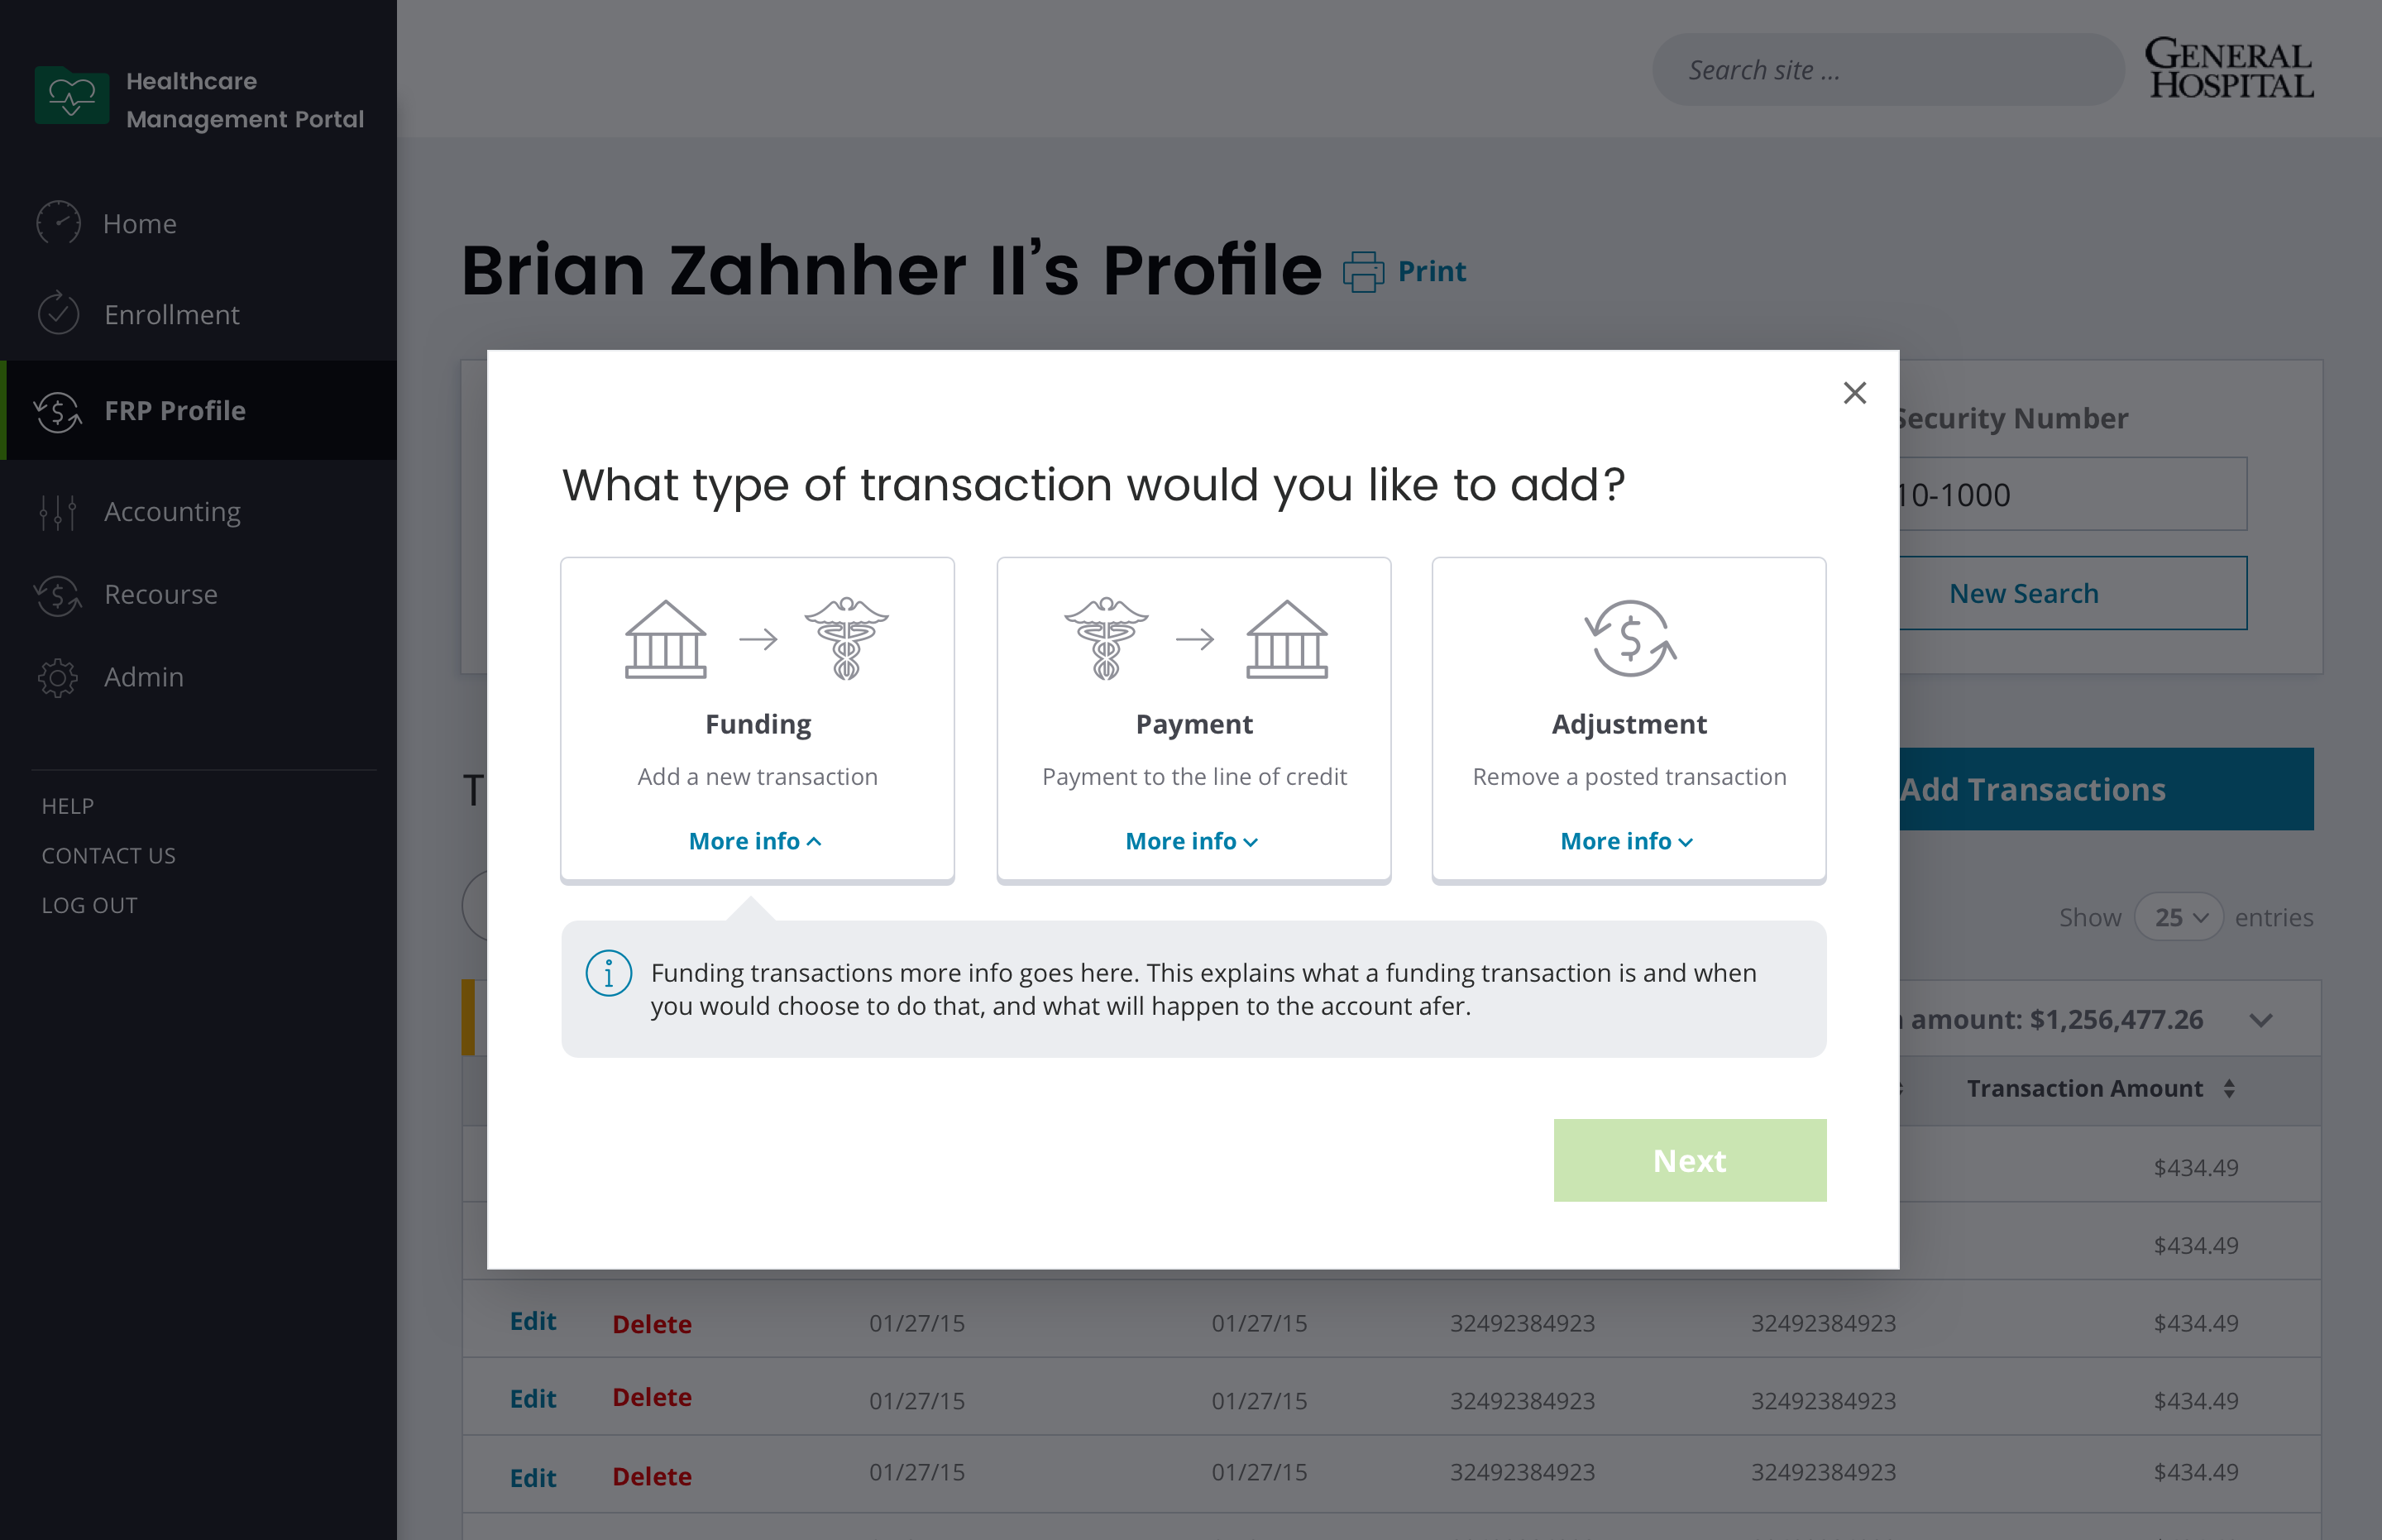 Healthcare
Management Portal
Home
Enrollment
FRP Profile
Accounting
Recourse
Admin
HELP
CONTACT US
LOG OUT
Search site ...
GENERAL
HOSPITAL
Brian Zahnher II’s Profile
Print
Security Number
10-1000
New Search
Add Transactions
Show 25 entries
amount: $1,256,477.26
Transaction Amount
$434.49
$434.49
Edit Delete 01/27/15 01/27/15 32492384923 32492384923 $434.49
Edit Delete 01/27/15 01/27/15 32492384923 32492384923 $434.49
Edit Delete 01/27/15 01/27/15 32492384923 32492384923 $434.49
What type of transaction would you like to add?
Funding
Add a new transaction
More info
Payment
Payment to the line of credit
More info
Adjustment
Remove a posted transaction
More info
Funding transactions more info goes here. This explains what a funding transaction is and when
you would choose to do that, and what will happen to the account afer.
Next